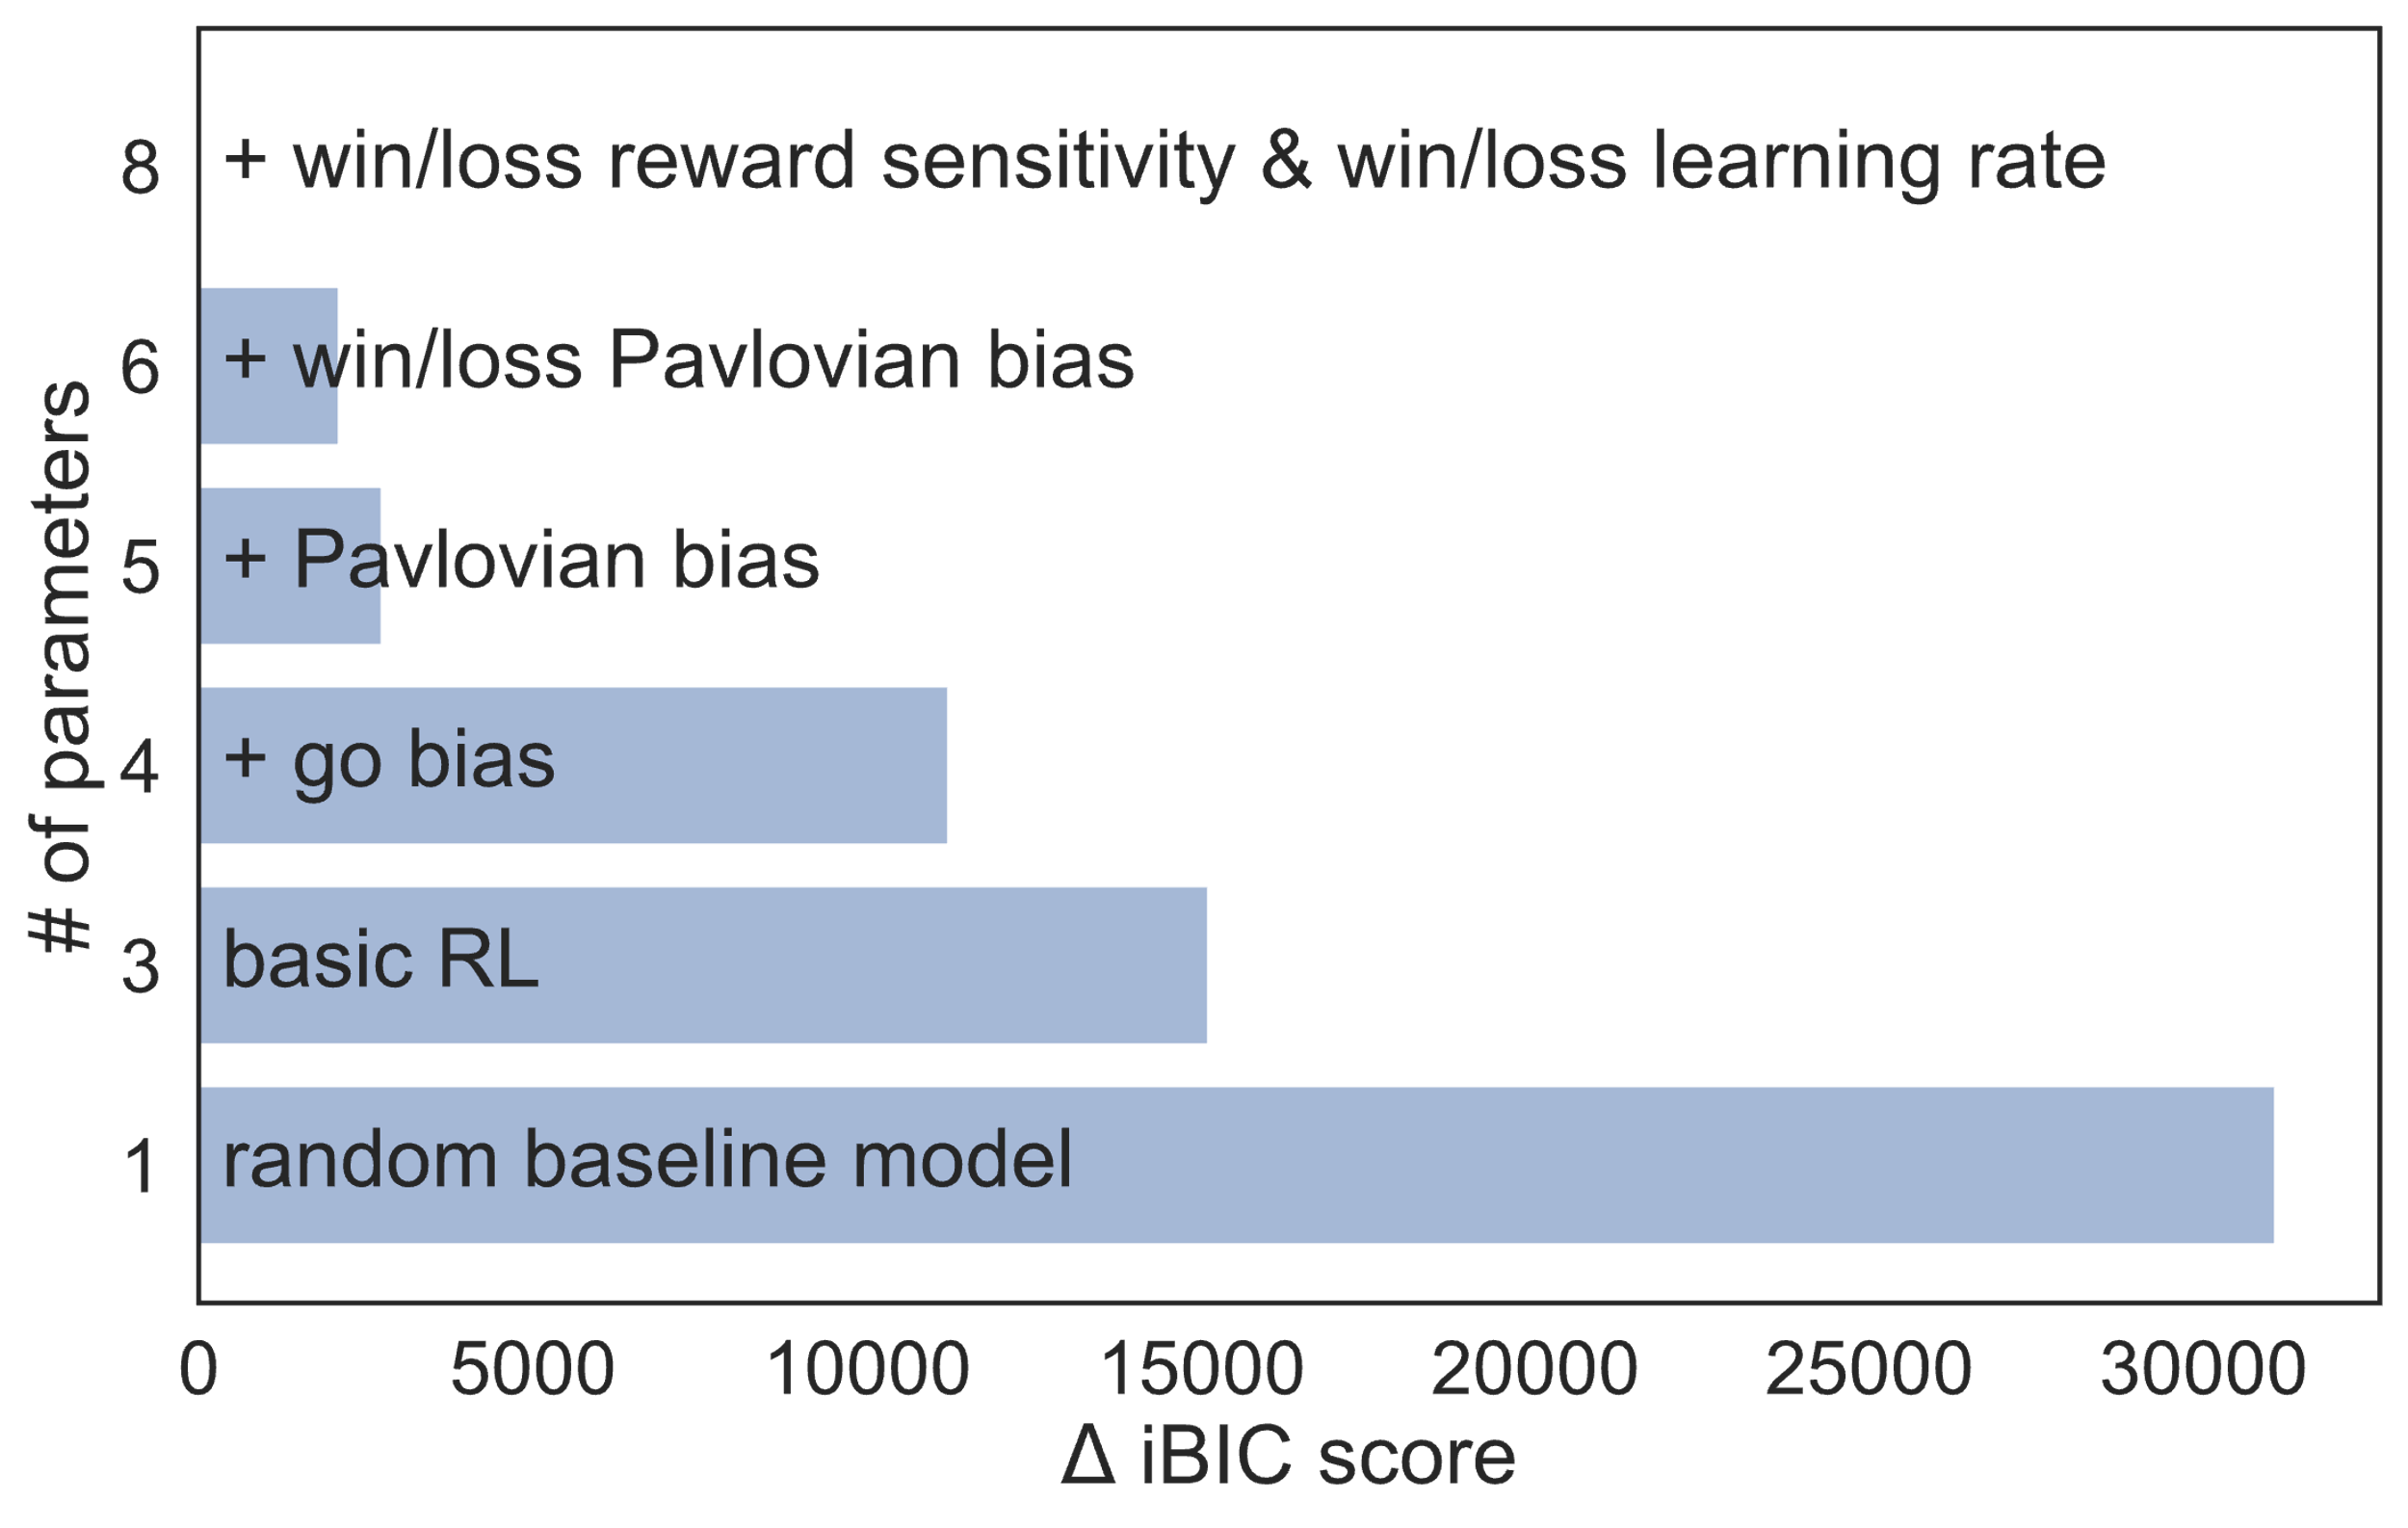 # of parameters
8 + win/loss reward sensitivity & win/loss learning rate
6 + win/loss Pavlovian bias
5 + Pavlovian bias
4 + go bias
3 basic RL
1 random baseline model
0 5000 10000 15000 20000 25000 30000
Δ iBIC score